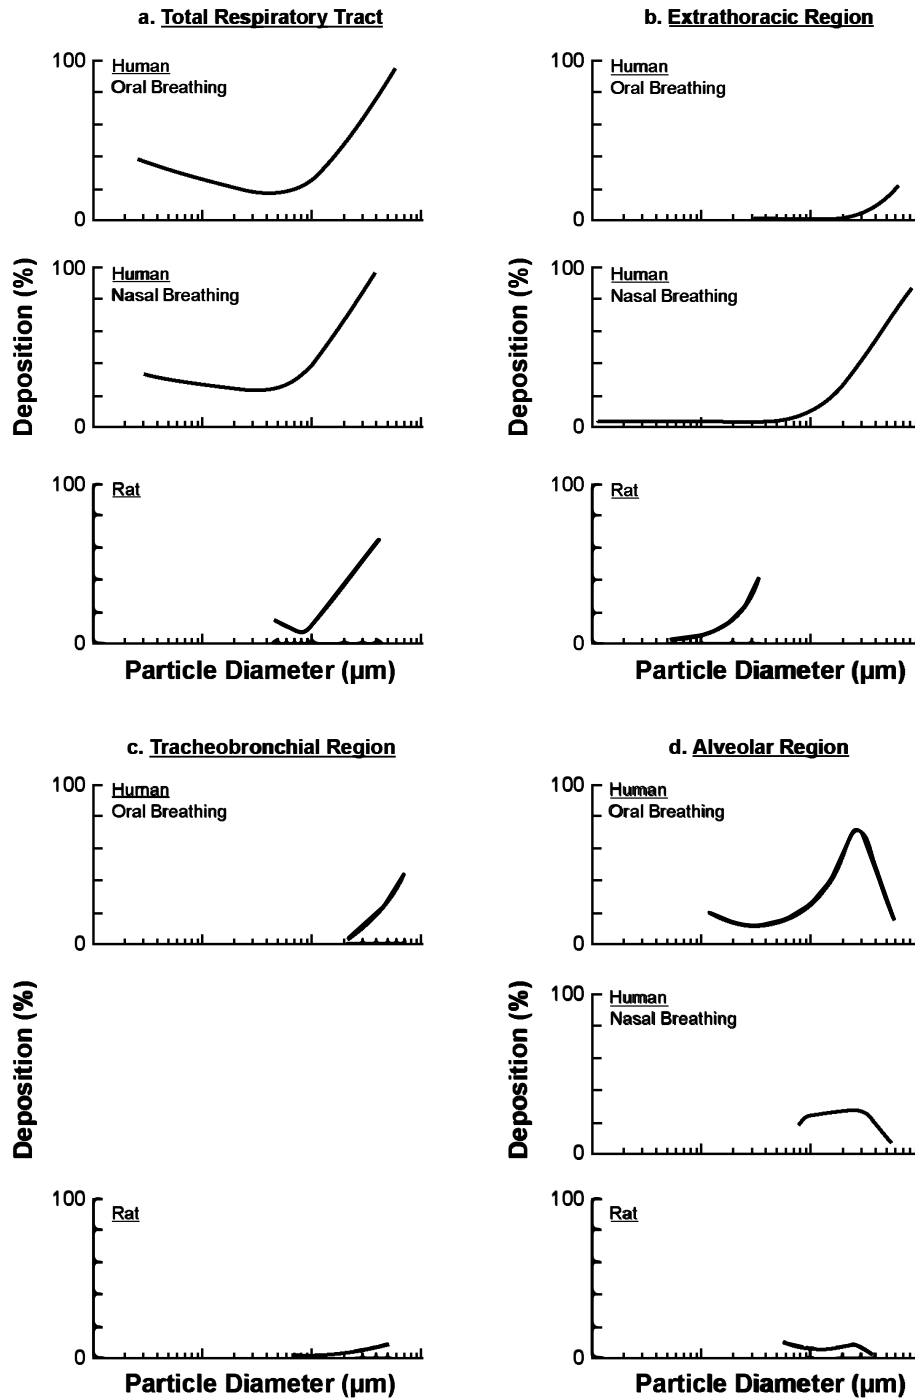 a. Total Respiratory Tract
100
Human
Oral Breathing
0
100
Human
Nasal Breathing
0
Deposition (%)
100
Rat
0
Particle Diameter (µm)
b. Extrathoracic Region
100
Human
Oral Breathing
0
100
Human
Nasal Breathing
0
Deposition (%)
100
Rat
0
Particle Diameter (µm)
c. Tracheobronchial Region
100
Human
Oral Breathing
0
Deposition (%)
100
Rat
0
Particle Diameter (µm)
d. Alveolar Region
100
Human
Oral Breathing
0
100
Human
Nasal Breathing
0
Deposition (%)
100
Rat
0
Particle Diameter (µm)